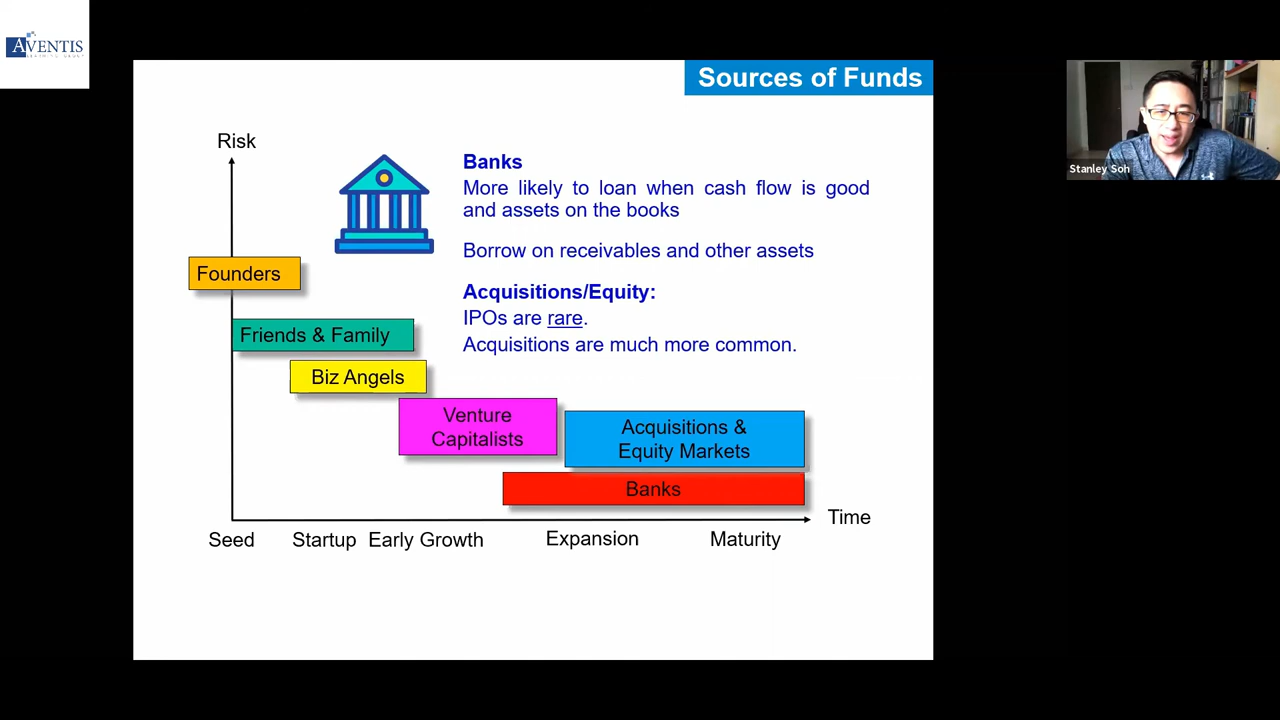 AVENTIS
Sources of Funds
Stanley Soh
Risk
Banks
More likely to loan when cash flow is good
and assets on the books
Borrow on receivables and other assets
Acquisitions/Equity:
IPOs are rare.
Acquisitions are much more common.
Founders
Friends & Family
Biz Angels
Venture
Capitalists
Acquisitions &
Equity Markets
Banks
Time
Seed
Startup
Early Growth
Expansion
Maturity